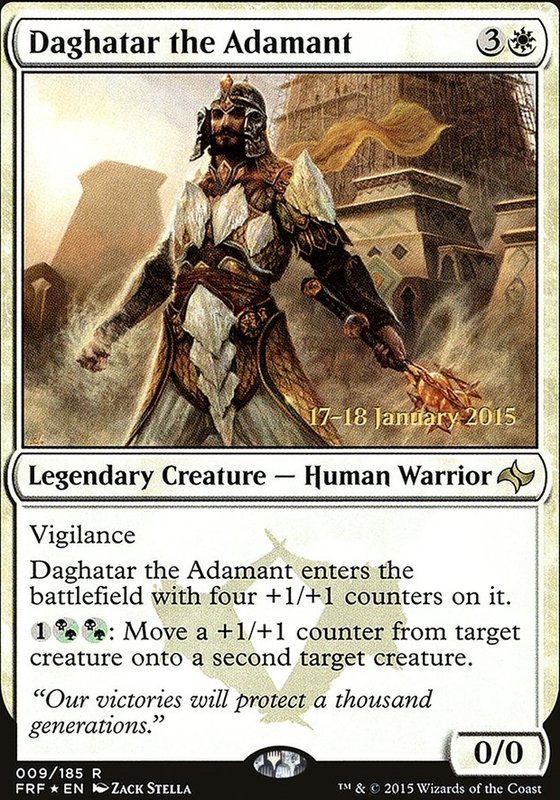 Daghatar the Adamant 3
17–18 January 2015
Legendary Creature — Human Warrior
Vigilance
Daghatar the Adamant enters the
battlefield with four +1/+1 counters on it.
1: Move a +1/+1 counter from target
creature onto a second target creature.
“Our victories will protect a thousand
generations.”
0/0
009/185 R
FRF ★ EN ZACK STELLA
™ & © 2015 Wizards of the Coast